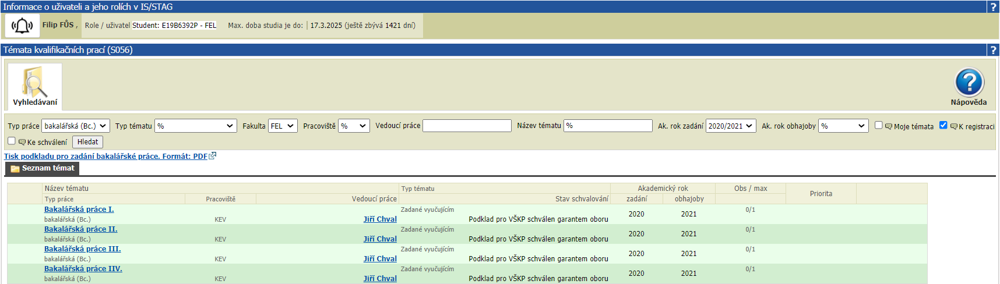 Informace o uživateli a jeho rolích v IS/STAG ?
Filip FŮS , Role / uživatel Student: E19B6392P - FEL Max. doba studia je do: 17.3.2025 (ještě zbývá 1421 dní)
Témata kvalifikačních prací (S056) ?
Vyhledávaní
?
Nápověda
Typ práce bakalářská (Bc.) Typ tématu % Fakulta FEL Pracoviště % Vedoucí práce Název tématu % Ak. rok zadání 2020/2021 Ak. rok obhajoby % Moje témata K registraci
Ke schválení Hledat
Tisk podkladu pro zadání bakalářské práce. Formát: PDF
Seznam témat
Název tématu Typ tématu Akademický rok Obs / max Priorita
Typ práce Pracoviště Vedoucí práce Stav schvalování zadání obhajoby
Bakalářská práce I. Zadané vyučujícím 2020 2021 0/1
bakalářská (Bc.) KEV Jiří Chval Podklad pro VŠKP schválen garantem oboru
Bakalářská práce II. Zadané vyučujícím 2020 2021 0/1
bakalářská (Bc.) KEV Jiří Chval Podklad pro VŠKP schválen garantem oboru
Bakalářská práce III. Zadané vyučujícím 2020 2021 0/1
bakalářská (Bc.) KEV Jiří Chval Podklad pro VŠKP schválen garantem oboru
Bakalářská práce IIV. Zadané vyučujícím 2020 2021 0/1
bakalářská (Bc.) KEV Jiří Chval Podklad pro VŠKP schválen garantem oboru